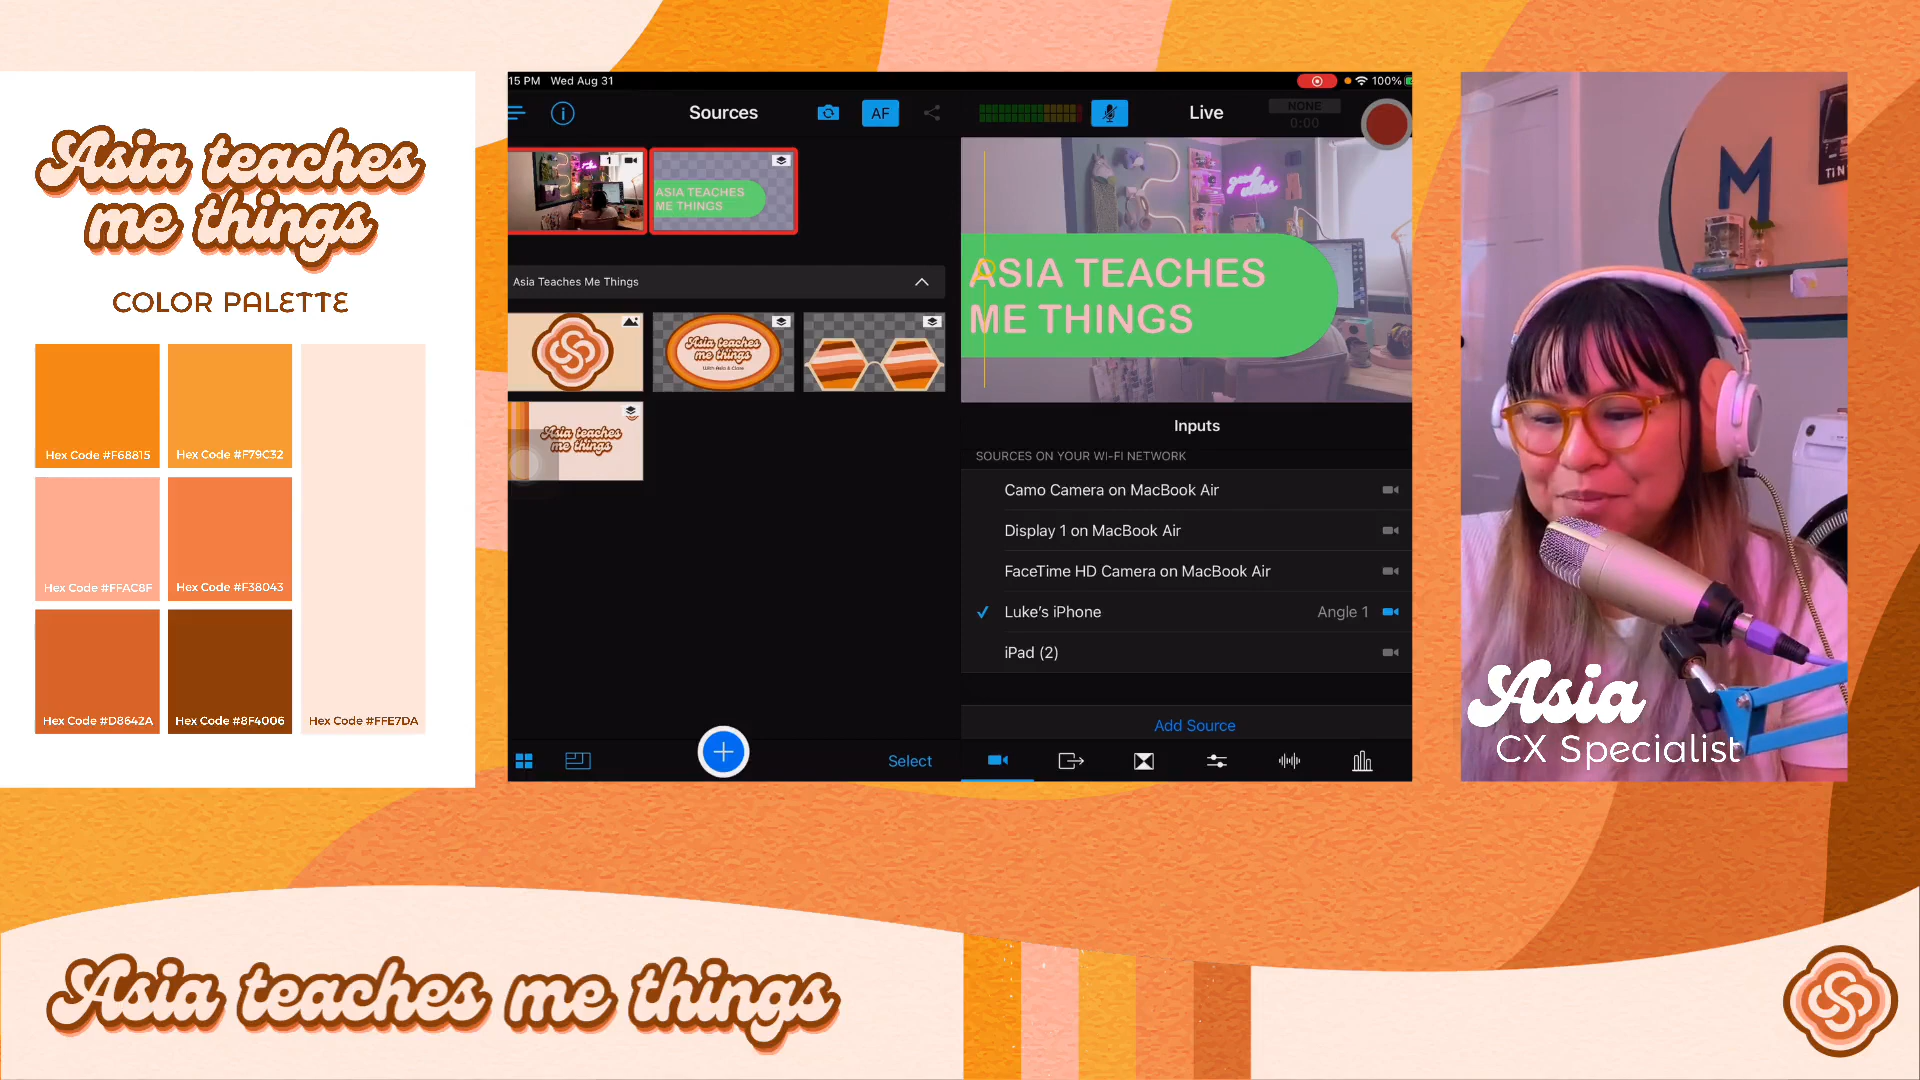 Asia teaches
me things
COLOR PALETTE
Hex Code #F68815
Hex Code #F79C32
Hex Code #FFAC8F
Hex Code #F38043
Hex Code #D8642A
Hex Code #8F4006
Hex Code #FFE7DA
15 PM Wed Aug 31
100%
Sources
AF
Live
NONE
0:00
1
ASIA TEACHES
ME THINGS
Asia Teaches Me Things
Asia teaches
me things
Asia teaches
me things
good
vibes
ASIA TEACHES
ME THINGS
Inputs
SOURCES ON YOUR WI-FI NETWORK
Camo Camera on MacBook Air
Display 1 on MacBook Air
FaceTime HD Camera on MacBook Air
Luke's iPhone
Angle 1
iPad (2)
Add Source
Select
M
TIN
Asia
CX Specialist
Asia teaches me things